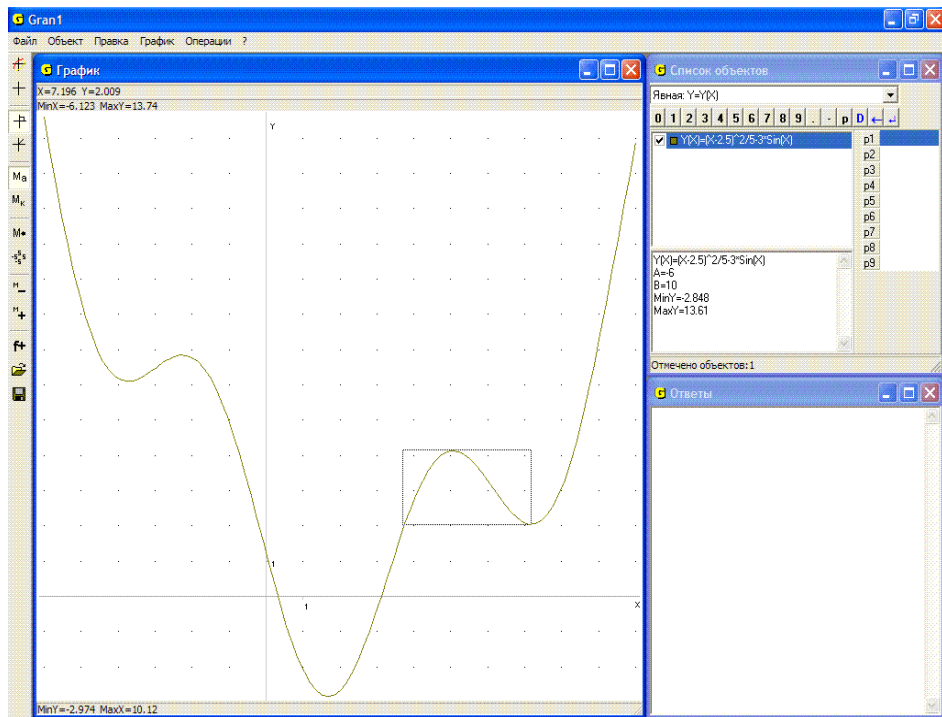 Gran1
Файл Объект Правка График Операции ?
График
X=7.196 Y=2.009
MinX=-6.123 MaxY=13.74
Y
1
1
X
MinY=-2.974 MaxX=10.12
Mа
Mк
M•
sss
M
M+
f+
Список объектов
Явная: Y=Y(X)
0 1 2 3 4 5 6 7 8 9 . - p D ← ↲
Y(X)=(X-2.5)^2/5-3*Sin(X)
p1
p2
p3
p4
p5
p6
p7
p8
p9
Y(X)=(X-2.5)^2/5-3*Sin(X)
A=-6
B=10
MinY=-2.848
MaxY=13.61
Отмечено объектов:1
Ответы